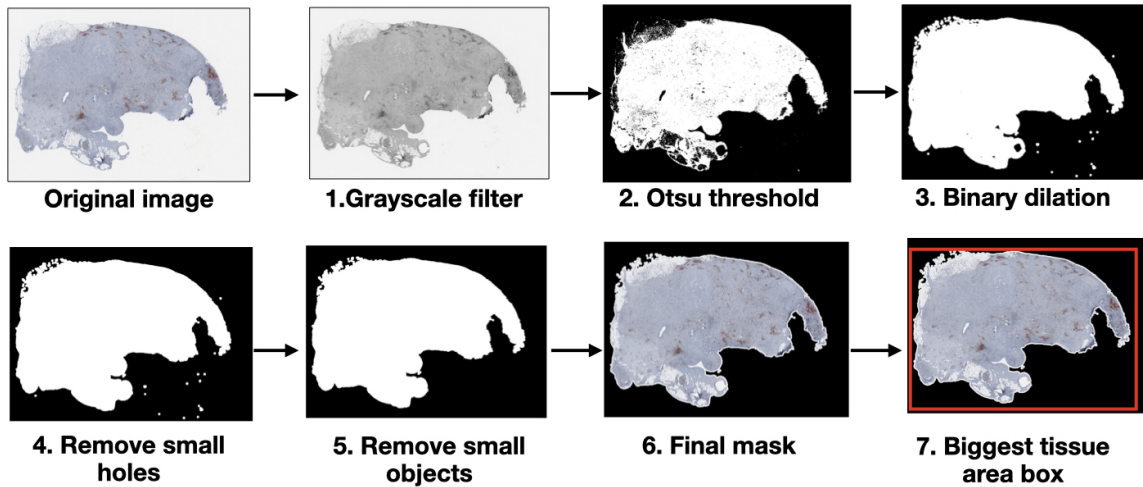 Original image
1.Grayscale filter
2. Otsu threshold
3. Binary dilation
4. Remove small
holes
5. Remove small
objects
6. Final mask
7. Biggest tissue
area box